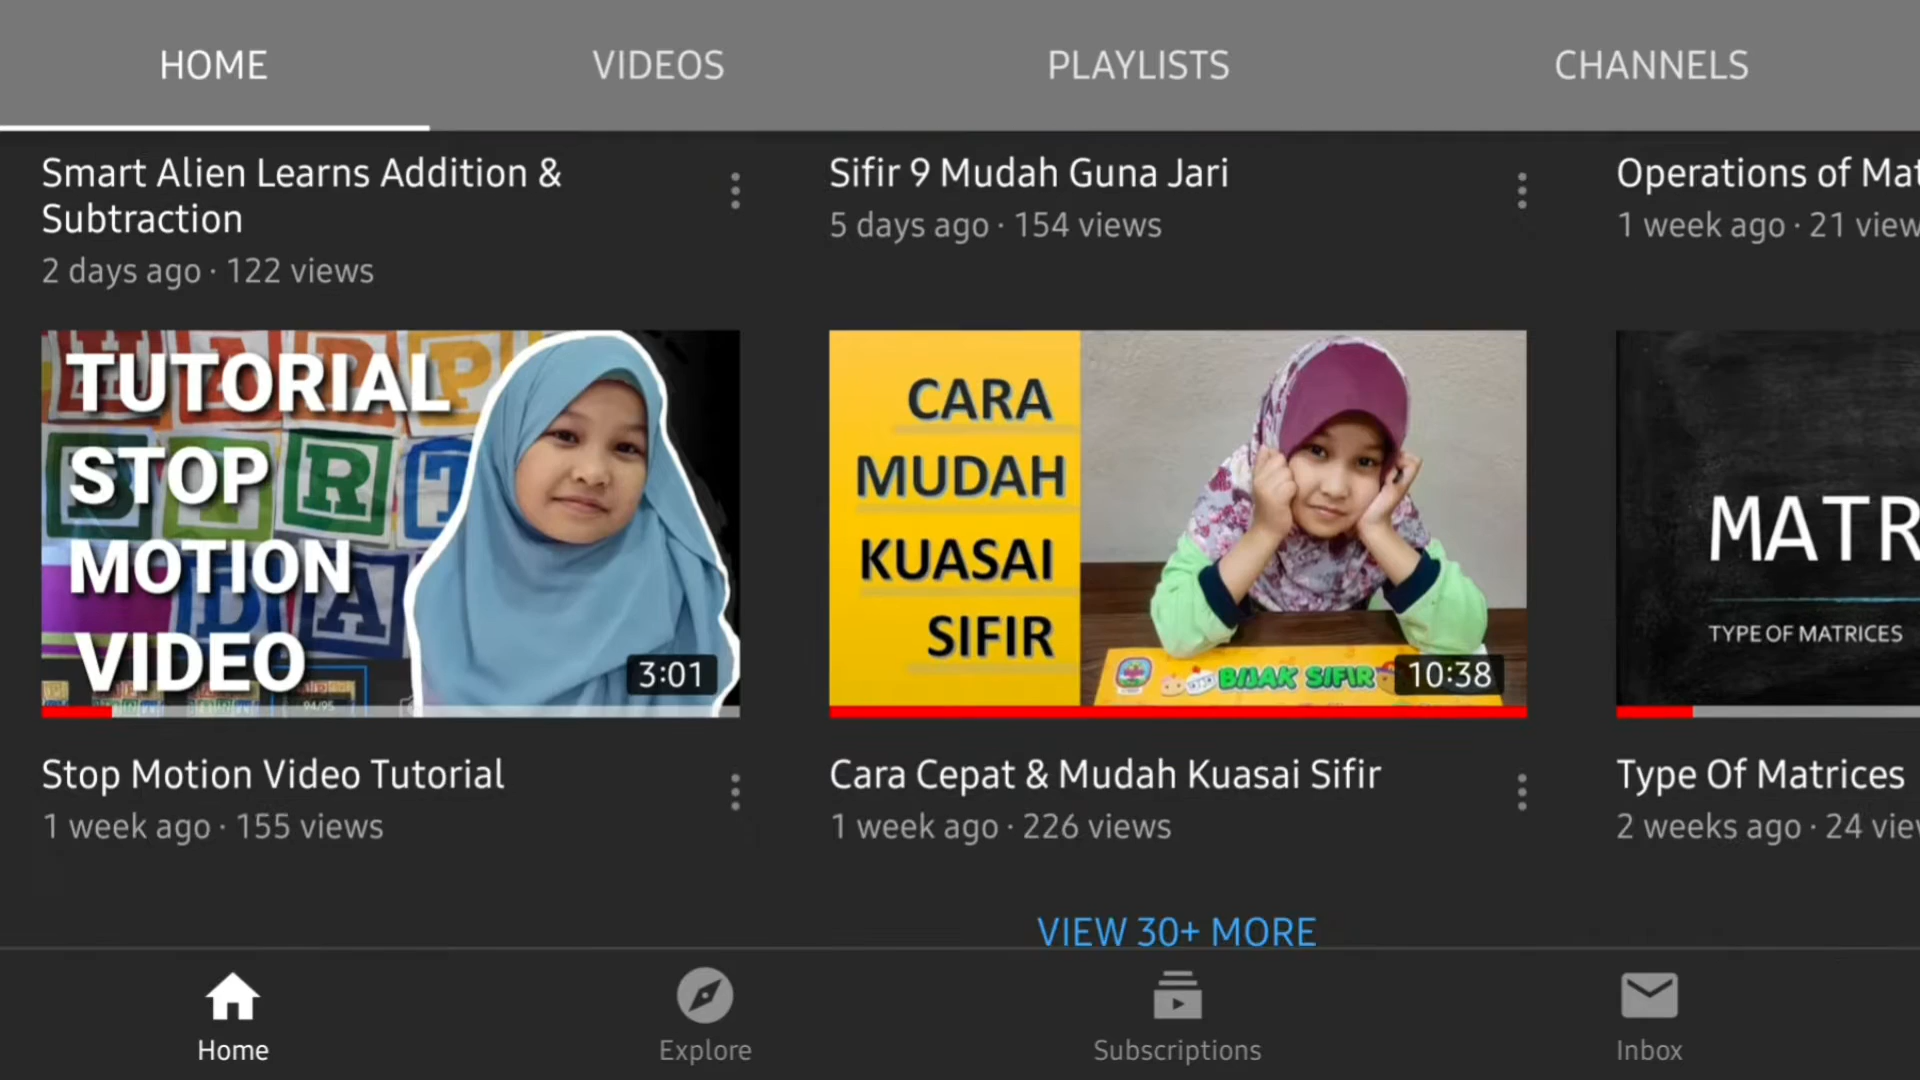 HOME
VIDEOS
PLAYLISTS
CHANNELS
Smart Alien Learns Addition &
Subtraction
2 days ago · 122 views
Sifir 9 Mudah Guna Jari
5 days ago · 154 views
Operations of Mat
1 week ago · 21 view
TUTORIAL
STOP
MOTION
VIDEO
3:01
CARA
MUDAH
KUASAI
SIFIR
BIJAK SIFIR
10:38
MATR
TYPE OF MATRICES
Stop Motion Video Tutorial
1 week ago · 155 views
Cara Cepat & Mudah Kuasai Sifir
1 week ago · 226 views
Type Of Matrices
2 weeks ago · 24 view
VIEW 30+ MORE
Home
Explore
Subscriptions
Inbox